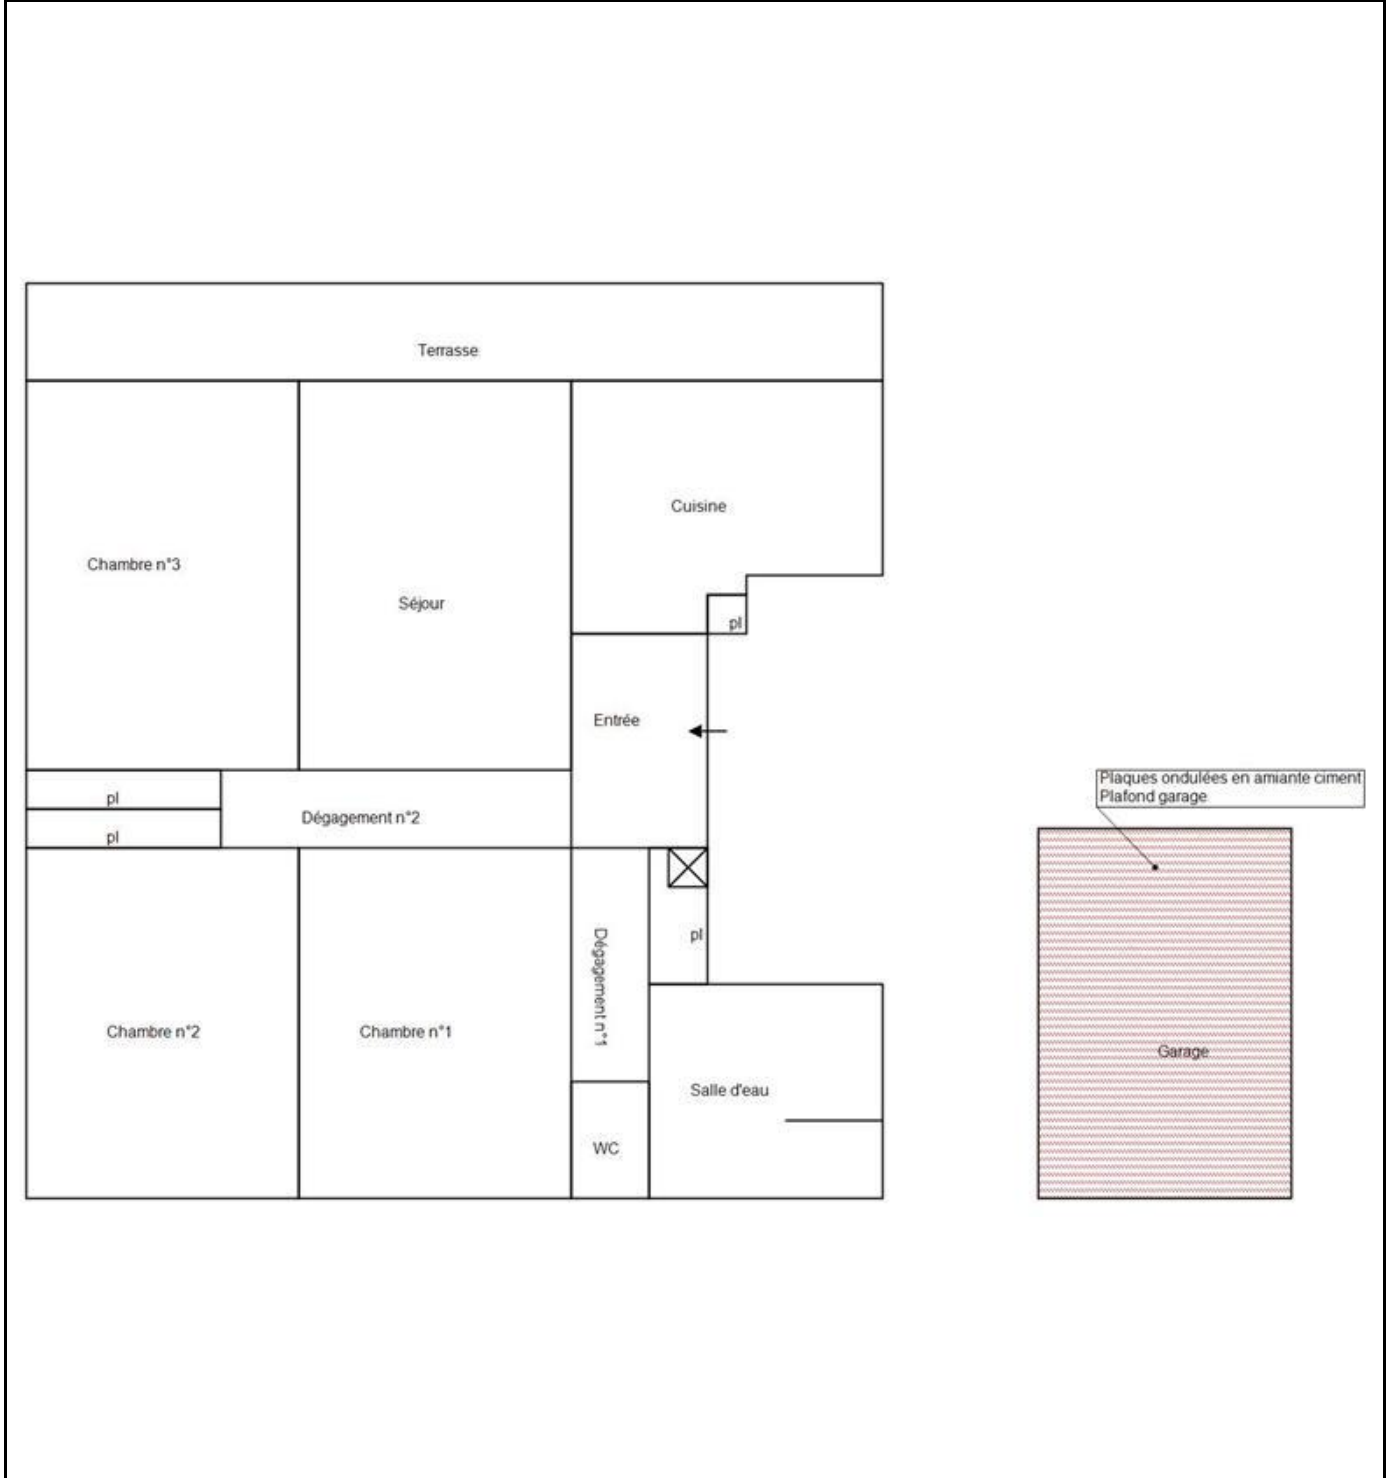 Terrasse
Cuisine
Chambre n°3
Séjour
pl
Entrée
Plaques ondulées en amiante ciment
Plafond garage
pl
Dégagement n°2
pl
pl
Dégagement n°1
Chambre n°2
Chambre n°1
Garage
Salle d'eau
WC